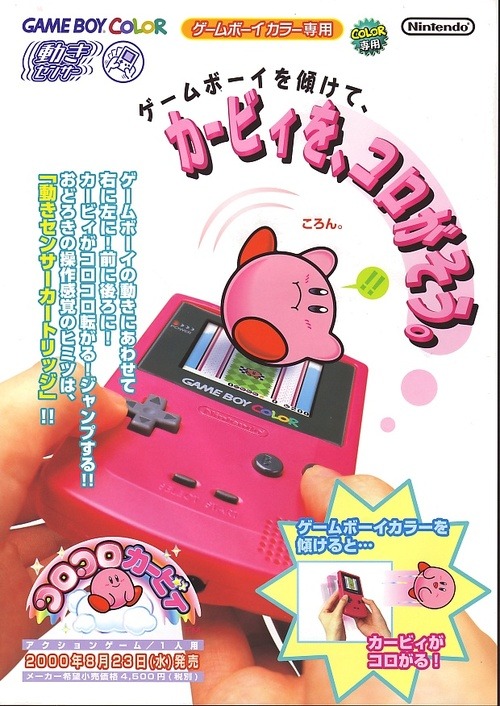 GAME BOY COLOR
ゲームボーイカラー専用
COLOR
専用
Nintendo
動き
センサー
ゲームボーイを傾けて、
カービィを、コロがそう。
ころん。
!!
ゲームボーイの動きにあわせて
右に左に!前に後ろに!
カービィがコロコロ転がる!ジャンプする!!
おどろきの操作感覚のヒミツは、
「動きセンサーカートリッジ」!!
POWER
GAME BOY COLOR
ゲームボーイカラーを
傾けると…
カービィが
コロがる!
コロコロカービィ
アクションゲーム/1人用
2000年8月23日(水)発売
メーカー希望小売価格4,500円(税別)